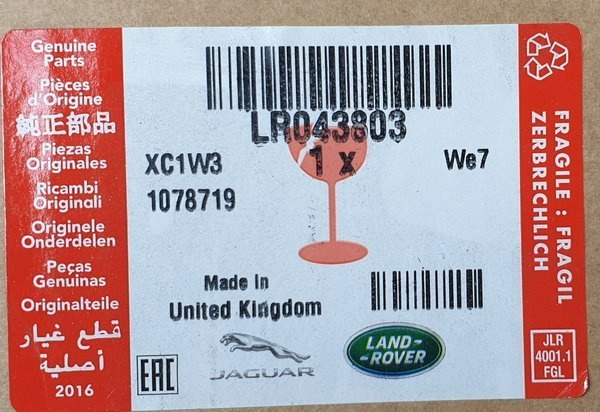 Genuine
Parts
Pièces
d'Origine
純正部品
Piezas
Originales
Ricambi
Originali
Originele
Onderdelen
Peças
Genuinas
Originalteile
قطع غيار
أصلية
2016
LR043803
1 x
XC1W3
We7
1078719
Made In
United Kingdom
EAC
JAGUAR
LAND-
-ROVER
FRAGILE : FRAGIL
ZERBRECHLICH
JLR
4001.1
FGL